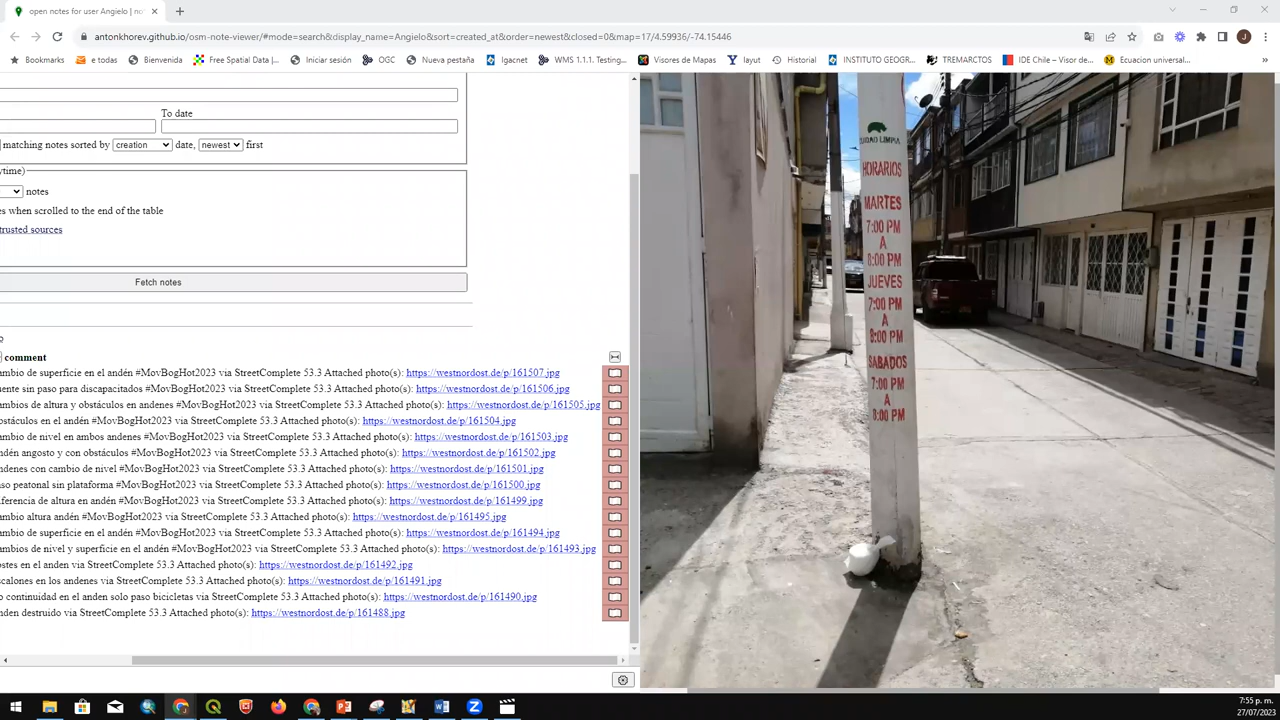 open notes for user Angielo | no
antonkhorev.github.io/osm-note-viewer/#mode=search&display_name=Angielo&sort=created_at&order=newest&closed=0&map=17/4.59936/-74.15446
J
Bookmarks
e todas
Bienvenida
Free Spatial Data |...
Iniciar sesión
OGC
Nueva pestaña
Igacnet
WMS 1.1.1. Testing...
Visores de Mapas
layut
Historial
INSTITUTO GEOGR...
TREMARCTOS
IDE Chile – Visor de...
Ecuacion universal...
To date
matching notes sorted by creation date, newest first
ytime)
notes
es when scrolled to the end of the table
trusted sources
Fetch notes
comment
ambio de superficie en el andén #MovBogHot2023 via StreetComplete 53.3 Attached photo(s): https://westnordost.de/p/161507.jpg
uente sin paso para discapacitados #MovBogHot2023 via StreetComplete 53.3 Attached photo(s): https://westnordost.de/p/161506.jpg
ambios de altura y obstáculos en andenes #MovBogHot2023 via StreetComplete 53.3 Attached photo(s): https://westnordost.de/p/161505.jpg
bstáculos en el andén #MovBogHot2023 via StreetComplete 53.3 Attached photo(s): https://westnordost.de/p/161504.jpg
ambio de nivel en ambos andenes #MovBogHot2023 via StreetComplete 53.3 Attached photo(s): https://westnordost.de/p/161503.jpg
ndén angosto y con obstáculos #MovBogHot2023 via StreetComplete 53.3 Attached photo(s): https://westnordost.de/p/161502.jpg
ndenes con cambio de nivel #MovBogHot2023 via StreetComplete 53.3 Attached photo(s): https://westnordost.de/p/161501.jpg
aso peatonal sin plataforma #MovBogHot2023 via StreetComplete 53.3 Attached photo(s): https://westnordost.de/p/161500.jpg
iferencia de altura en andén #MovBogHot2023 via StreetComplete 53.3 Attached photo(s): https://westnordost.de/p/161499.jpg
ambio altura andén #MovBogHot2023 via StreetComplete 53.3 Attached photo(s): https://westnordost.de/p/161495.jpg
ambio de superficie en el andén #MovBogHot2023 via StreetComplete 53.3 Attached photo(s): https://westnordost.de/p/161494.jpg
ambios de nivel y superficie en el andén #MovBogHot2023 via StreetComplete 53.3 Attached photo(s): https://westnordost.de/p/161493.jpg
ostes en el anden via StreetComplete 53.3 Attached photo(s): https://westnordost.de/p/161492.jpg
scalones en los andenes via StreetComplete 53.3 Attached photo(s): https://westnordost.de/p/161491.jpg
o continuidad en el anden solo paso bicicletas via StreetComplete 53.3 Attached photo(s): https://westnordost.de/p/161490.jpg
nden destruido via StreetComplete 53.3 Attached photo(s): https://westnordost.de/p/161488.jpg
IUDAD LIMPIA
HORARIOS
MARTES
7:00 PM
A
8:00 PM
JUEVES
7:00 PM
A
8:00 PM
SABADOS
7:00 PM
A
8:00 PM
7:55 p. m.
27/07/2023